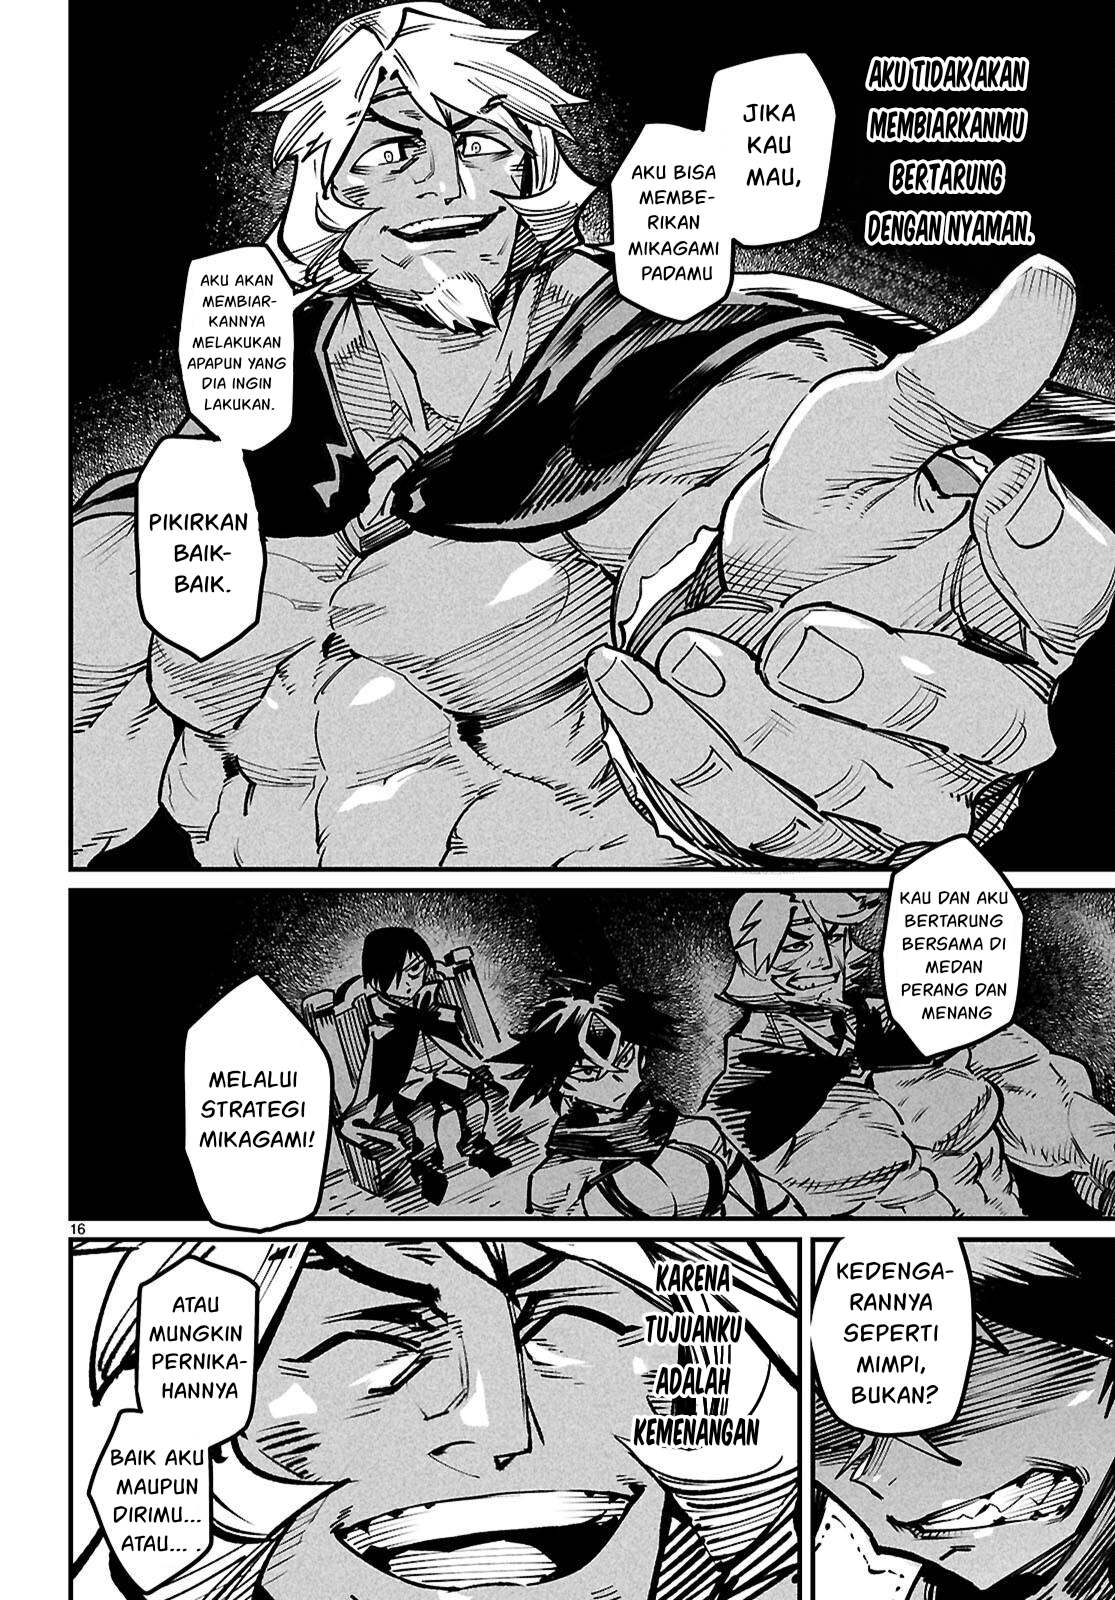 AKU TIDAK AKAN
MEMBIARKANMU
BERTARUNG
DENGAN NYAMAN.
JIKA
KAU
MAU,
AKU BISA
MEMBE-
RIKAN
MIKAGAMI
PADAMU
AKU AKAN
MEMBIAR-
KANNYA
MELAKUKAN
APAPUN YANG
DIA INGIN
LAKUKAN.
PIKIRKAN
BAIK-
BAIK.
KAU DAN AKU
BERTARUNG
BERSAMA DI
MEDAN
PERANG DAN
MENANG
MELALUI
STRATEGI
MIKAGAMI!
16
KEDENGA-
RANNYA
SEPERTI
MIMPI,
BUKAN?
KARENA
TUJUANKU
ADALAH
KEMENANGAN
ATAU
MUNGKIN
PERNIKA-
HANNYA
BAIK AKU
MAUPUN
DIRIMU...
ATAU...